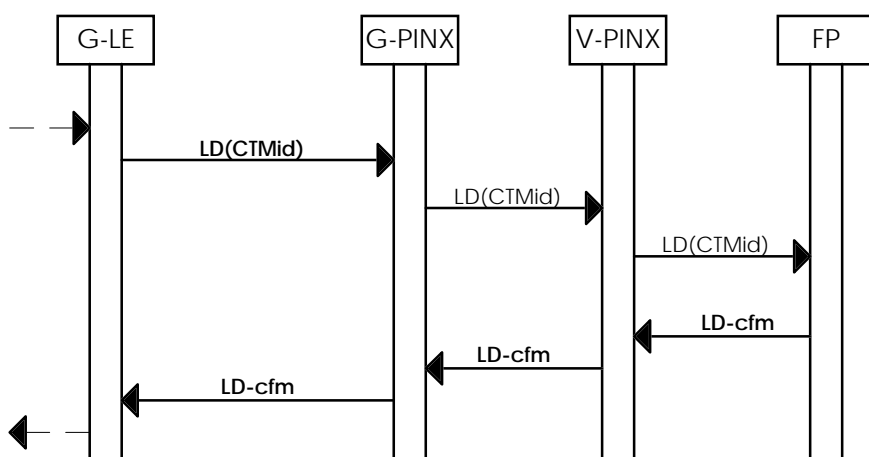 G-LE
G-PINX
V-PINX
FP
LD(CTMid)
LD(CTMid)
LD(CTMid)
LD-cfm
LD-cfm
LD-cfm